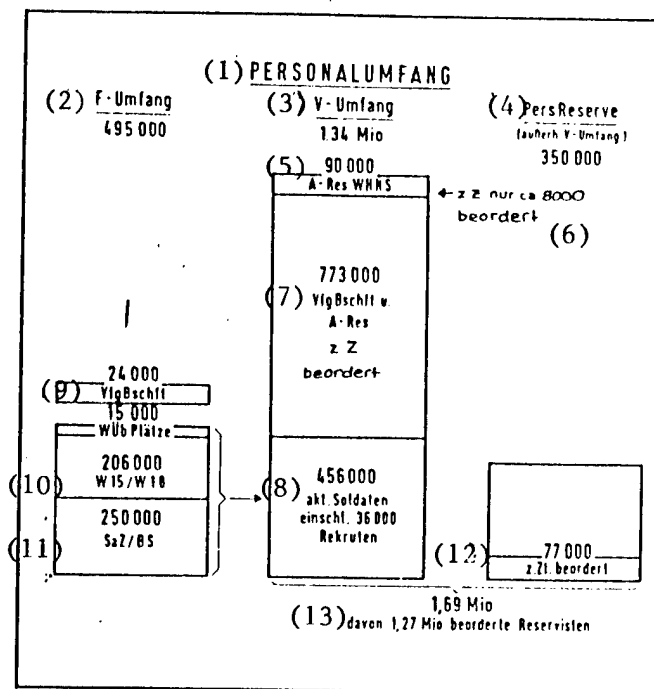 (1) PERSONALUMFANG
(2) F-Umfang
495 000
(3) V-Umfang
1.34 Mio
(4) PersReserve
(außerh. V-Umfang)
350 000
(5) 90 000
A-Res WHNS
← z Z nur ca 8000
beordert
(6)
773 000
(7) VfgBschft u.
A-Res
z Z
beordert
24 000
(9) VfgBschft
15 000
WÜb Plätze
206 000
(10) W15/W18
250 000
(11) SaZ/BS
(8) 456 000
akt. Soldaten
einschl. 36 000
Rekruten
(12) 77 000
z.Zt. beordert
1,69 Mio
(13) davon 1,27 Mio beorderte Reservisten